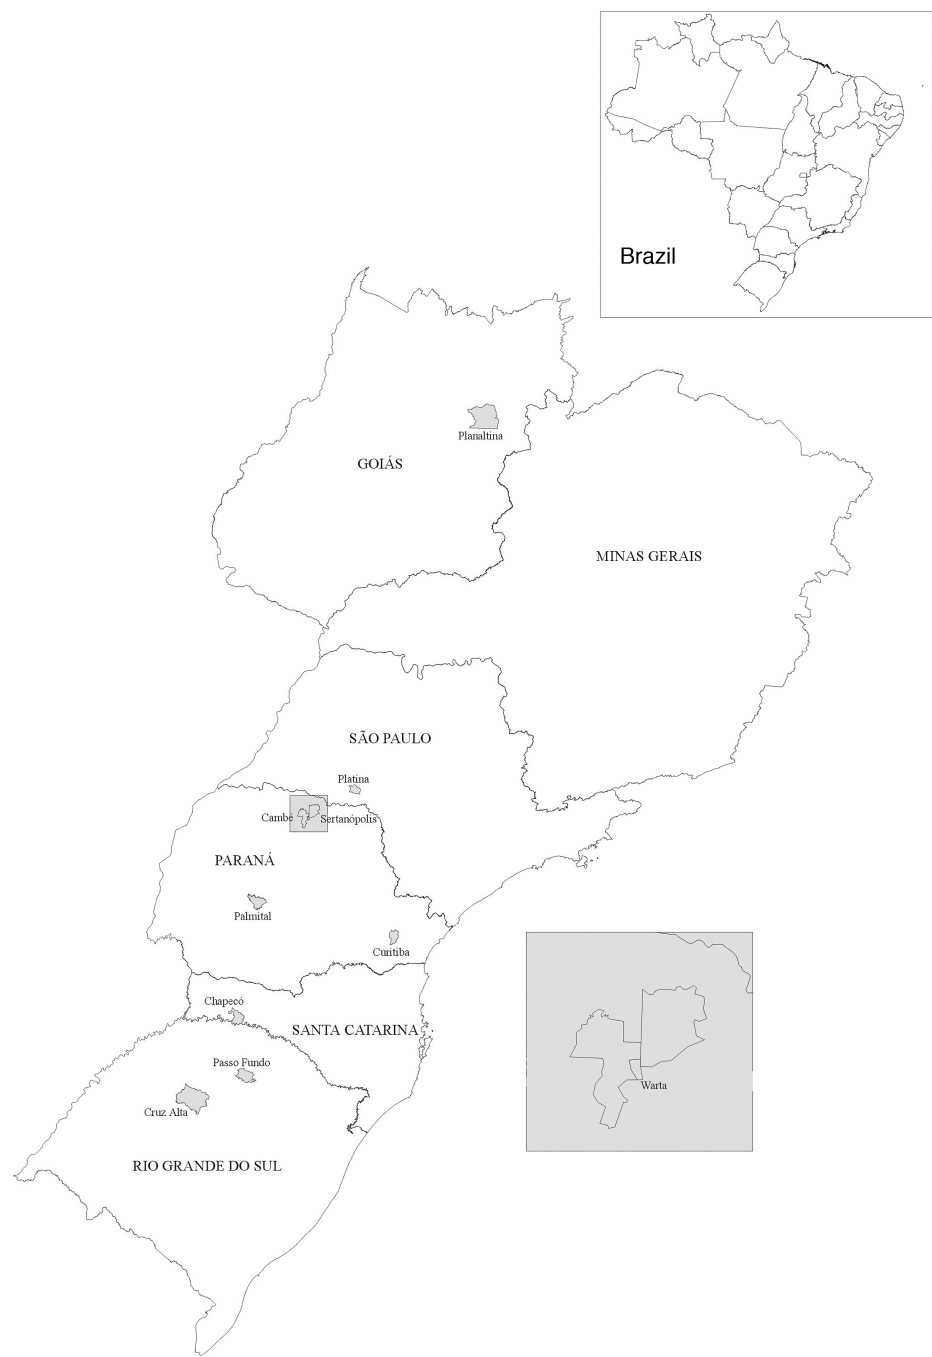 Brazil
Planaltina
GOIÁS
MINAS GERAIS
SÃO PAULO
Platina
Cambé
Sertanópolis
PARANÁ
Palmital
Curitiba
Chapecó
SANTA CATARINA
Passo Fundo
Warta
Cruz Alta
RIO GRANDE DO SUL